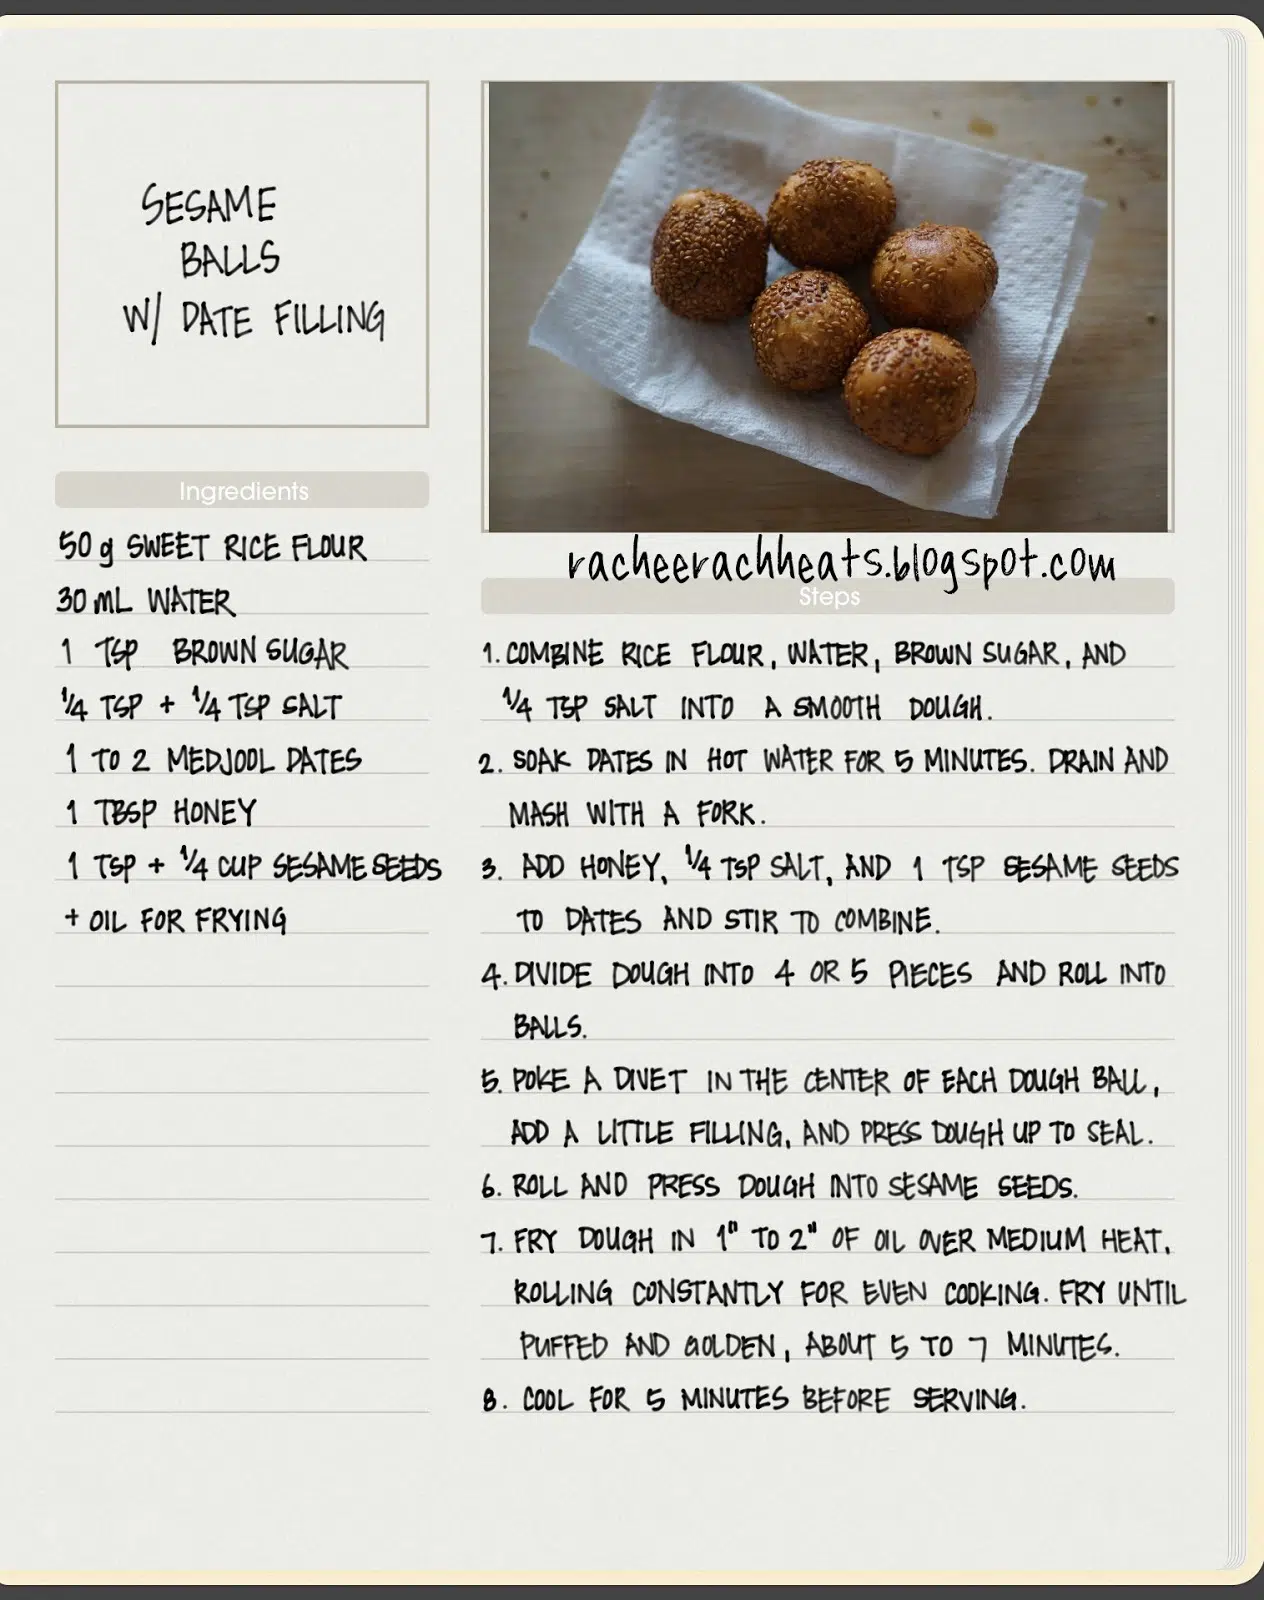 SESAME
BALLS
W/ DATE FILLING
Ingredients
50 g SWEET RICE FLOUR
30 mL WATER
1 TSP BROWN SUGAR
1/4 TSP + 1/4 TSP SALT
1 TO 2 MEDJOOL DATES
1 TBSP HONEY
1 TSP + 1/4 CUP SESAME SEEDS
+ OIL FOR FRYING
racheerachheats.blogspot.com
Steps
1. COMBINE RICE FLOUR, WATER, BROWN SUGAR, AND
1/4 TSP SALT INTO A SMOOTH DOUGH.
2. SOAK DATES IN HOT WATER FOR 5 MINUTES. DRAIN AND
MASH WITH A FORK.
3. ADD HONEY, 1/4 TSP SALT, AND 1 TSP SESAME SEEDS
TO DATES AND STIR TO COMBINE.
4. DIVIDE DOUGH INTO 4 OR 5 PIECES AND ROLL INTO
BALLS.
5. POKE A DIVET IN THE CENTER OF EACH DOUGH BALL,
ADD A LITTLE FILLING, AND PRESS DOUGH UP TO SEAL.
6. ROLL AND PRESS DOUGH INTO SESAME SEEDS.
7. FRY DOUGH IN 1" TO 2" OF OIL OVER MEDIUM HEAT,
ROLLING CONSTANTLY FOR EVEN COOKING. FRY UNTIL
PUFFED AND GOLDEN, ABOUT 5 TO 7 MINUTES.
8. COOL FOR 5 MINUTES BEFORE SERVING.